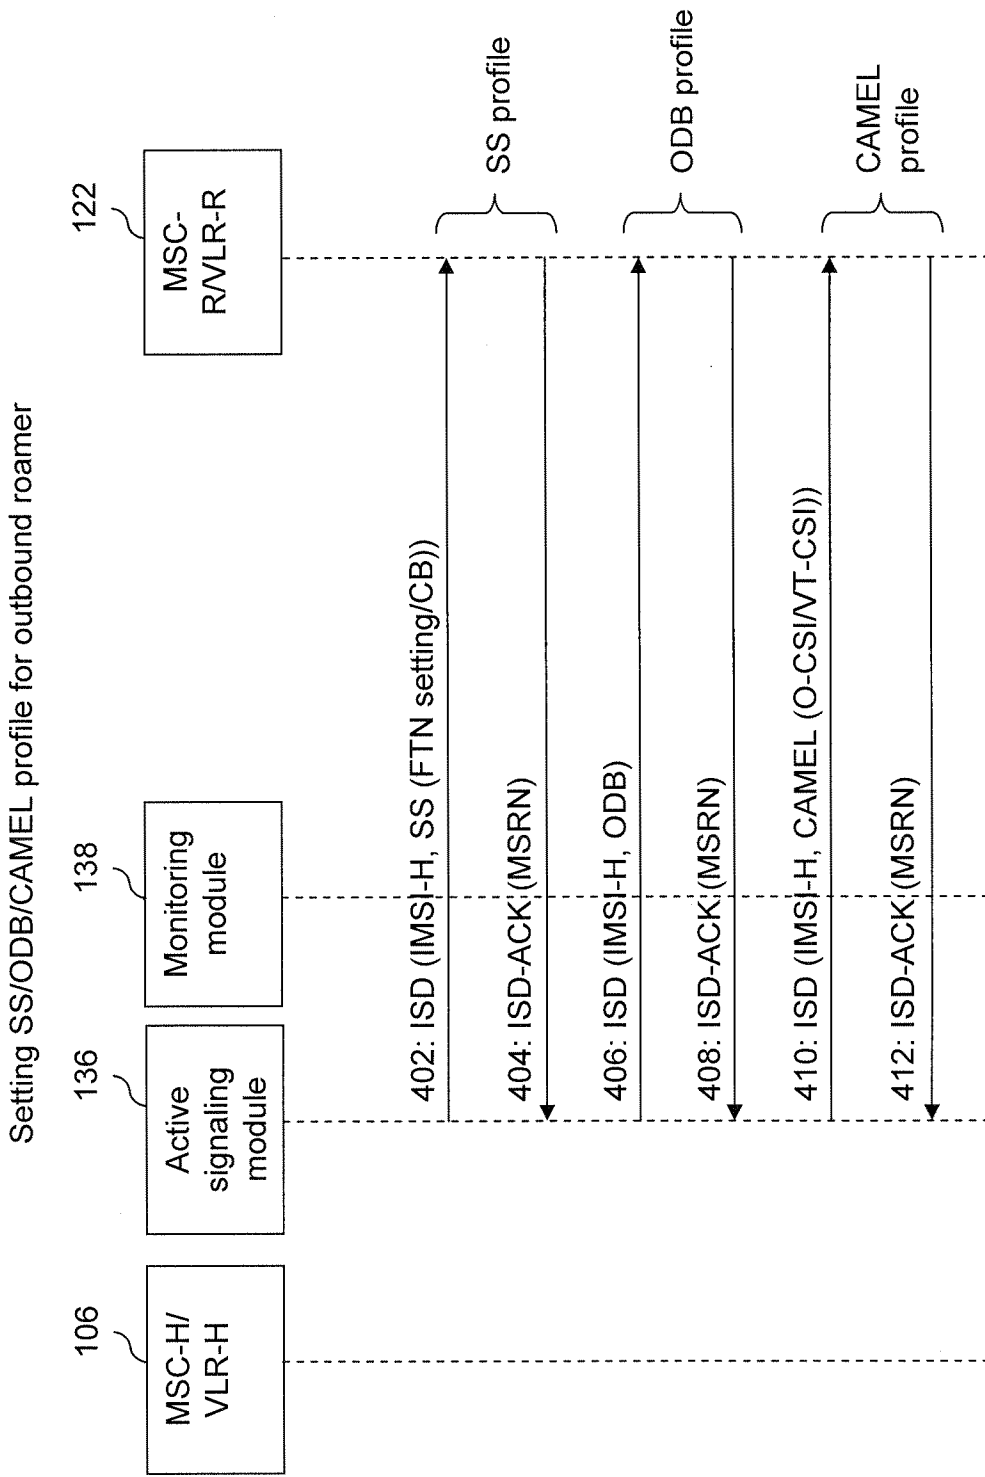 Setting SS/ODB/CAMEL profile for outbound roamer
106
136
138
122
MSC-H/
VLR-H
Active
signaling
module
Monitoring
module
MSC-
R/VLR-R
402: ISD (IMSI-H, SS (FTN setting/CB))
404: ISD-ACK (MSRN)
SS profile
406: ISD (IMSI-H, ODB)
408: ISD-ACK (MSRN)
ODB profile
410: ISD (IMSI-H, CAMEL (O-CSI/VT-CSI))
412: ISD-ACK (MSRN)
CAMEL
profile